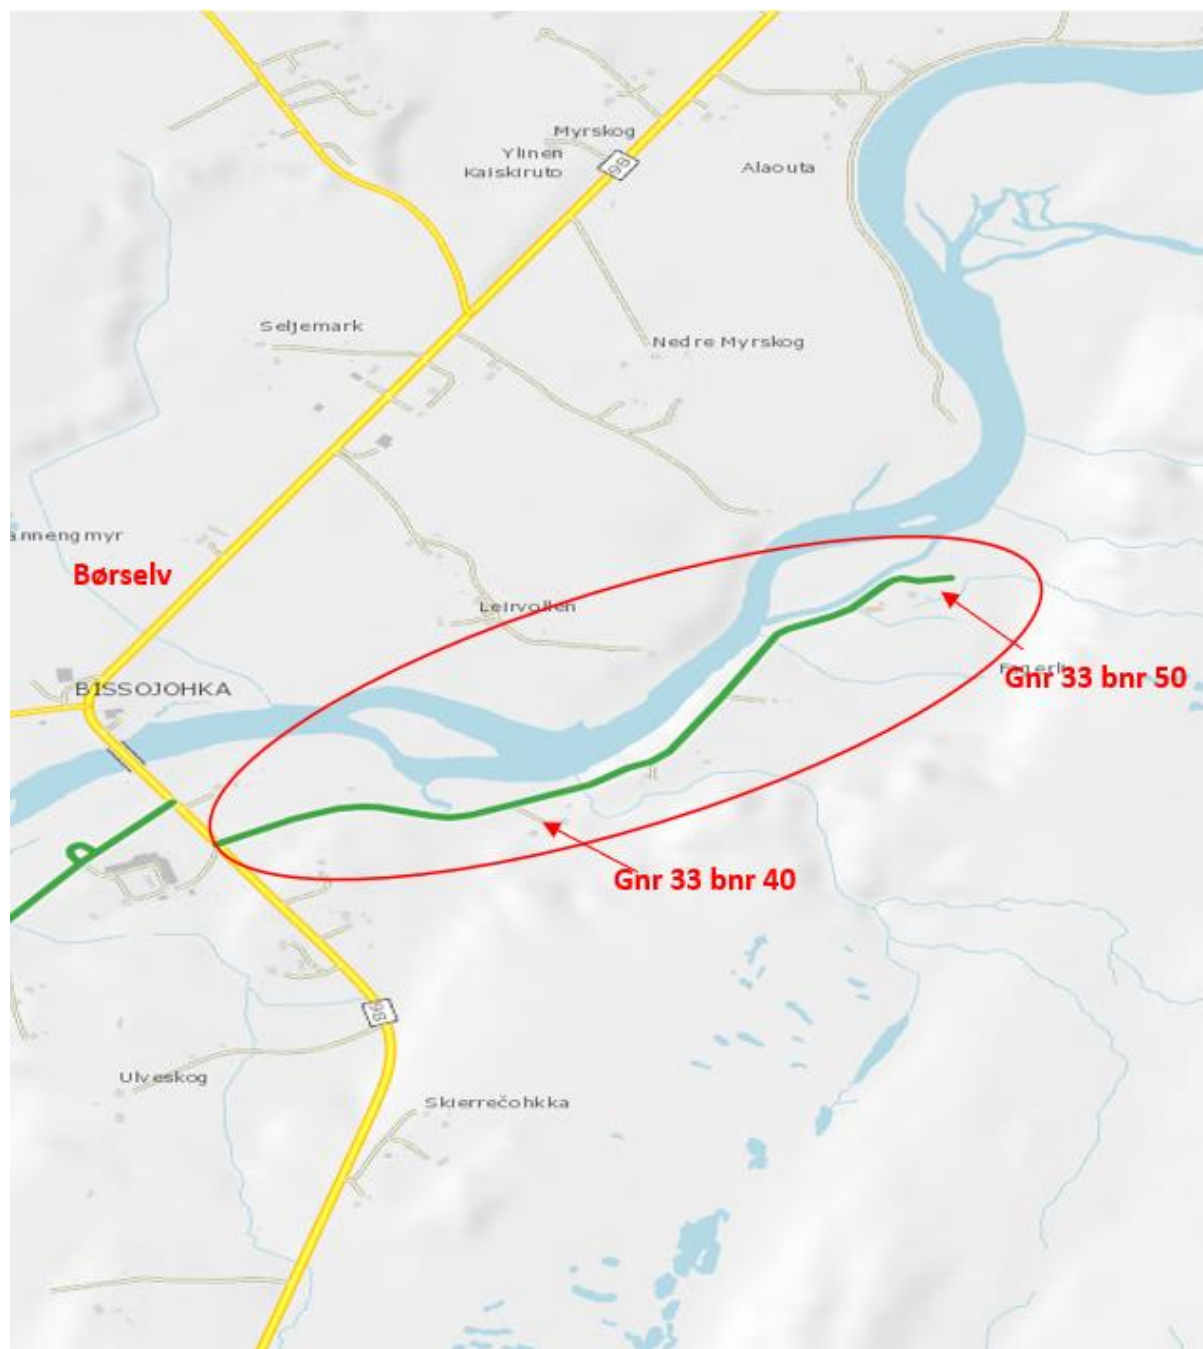 Myrskog
Ylinen
Kaiskiruto
98
Alaouta
Seljemark
Nedre Myrskog
annengmyr
Børselv
Leirvollen
BISSOJOHKA
Gnr 33 bnr 50
Gnr 33 bnr 40
98
Ulveskog
Skierrečohkka